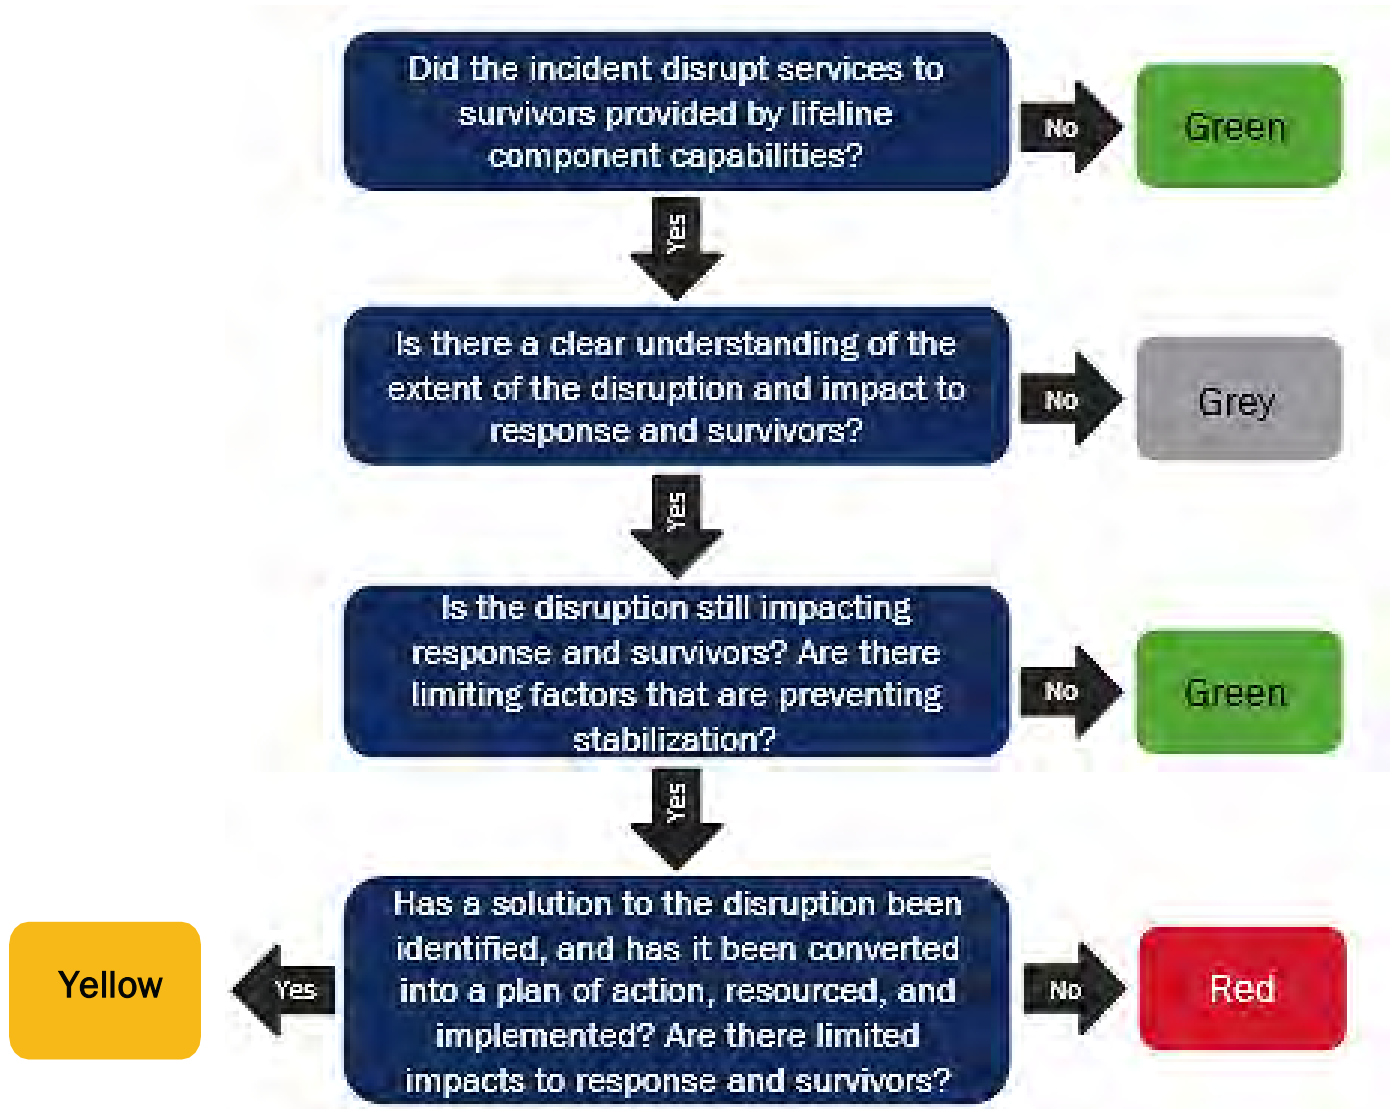 Did the incident disrupt services to
survivors provided by lifeline
component capabilities?
No
Green
Yes
Is there a clear understanding of the
extent of the disruption and impact to
response and survivors?
No
Grey
Yes
Is the disruption still impacting
response and survivors? Are there
limiting factors that are preventing
stabilization?
No
Green
Yes
Has a solution to the disruption been
identified, and has it been converted
into a plan of action, resourced, and
implemented? Are there limited
impacts to response and survivors?
Yes
Yellow
No
Red